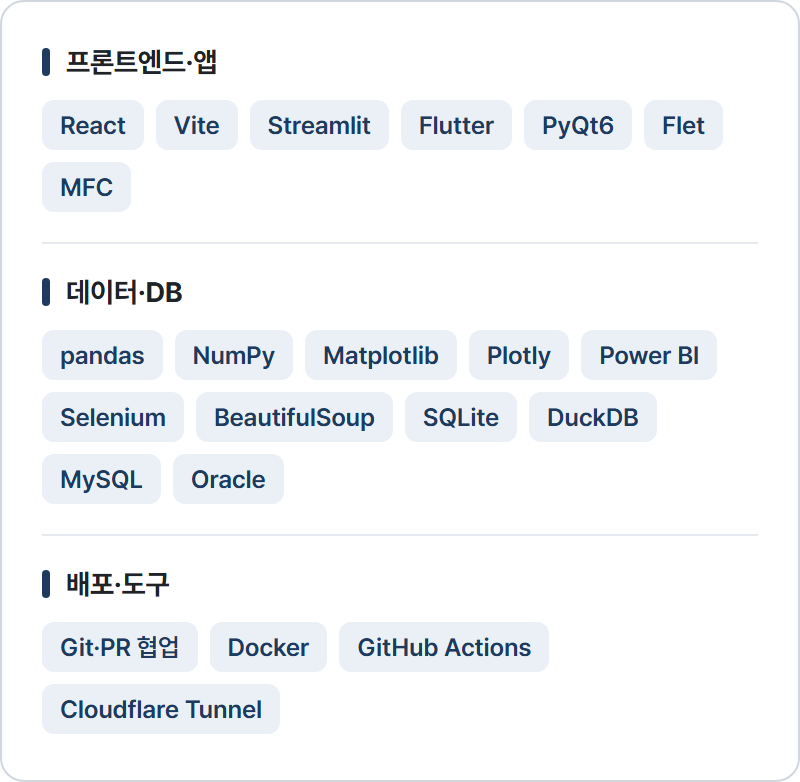 프론트엔드·앱
React Vite Streamlit Flutter PyQt6 Flet
MFC
데이터·DB
pandas NumPy Matplotlib Plotly Power BI
Selenium BeautifulSoup SQLite DuckDB
MySQL Oracle
배포·도구
Git·PR 협업 Docker GitHub Actions
Cloudflare Tunnel